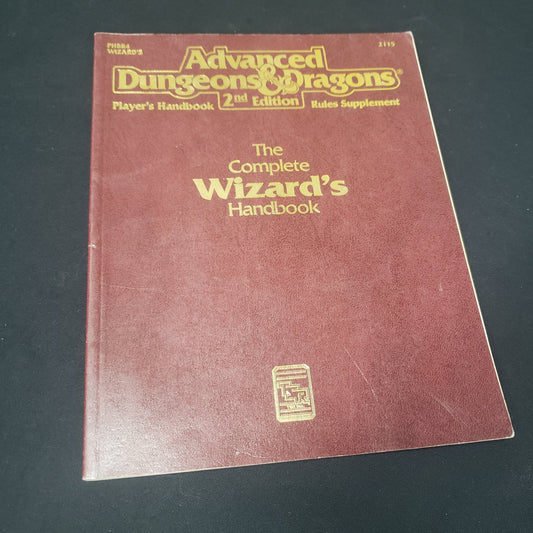 PHBR4
WIZARD'S
2115
Advanced
Dungeons & Dragons®
Player's Handbook 2nd Edition Rules Supplement
The
Complete
Wizard's
Handbook